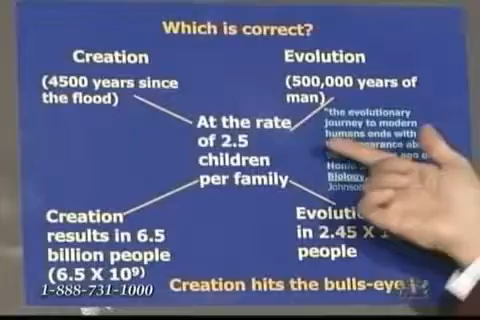 Which is correct?
Creation
(4500 years since
the flood)
Evolution
(500,000 years of
man)
At the rate
of 2.5
children
per family
"the evolutionary
journey to modern
humans ends with
Biology
Johnson
Creation
results in 6.5
billion people
(6.5 X 10⁹)
in 2.45 X
people
1-888-731-1000
Creation hits the bulls-eye